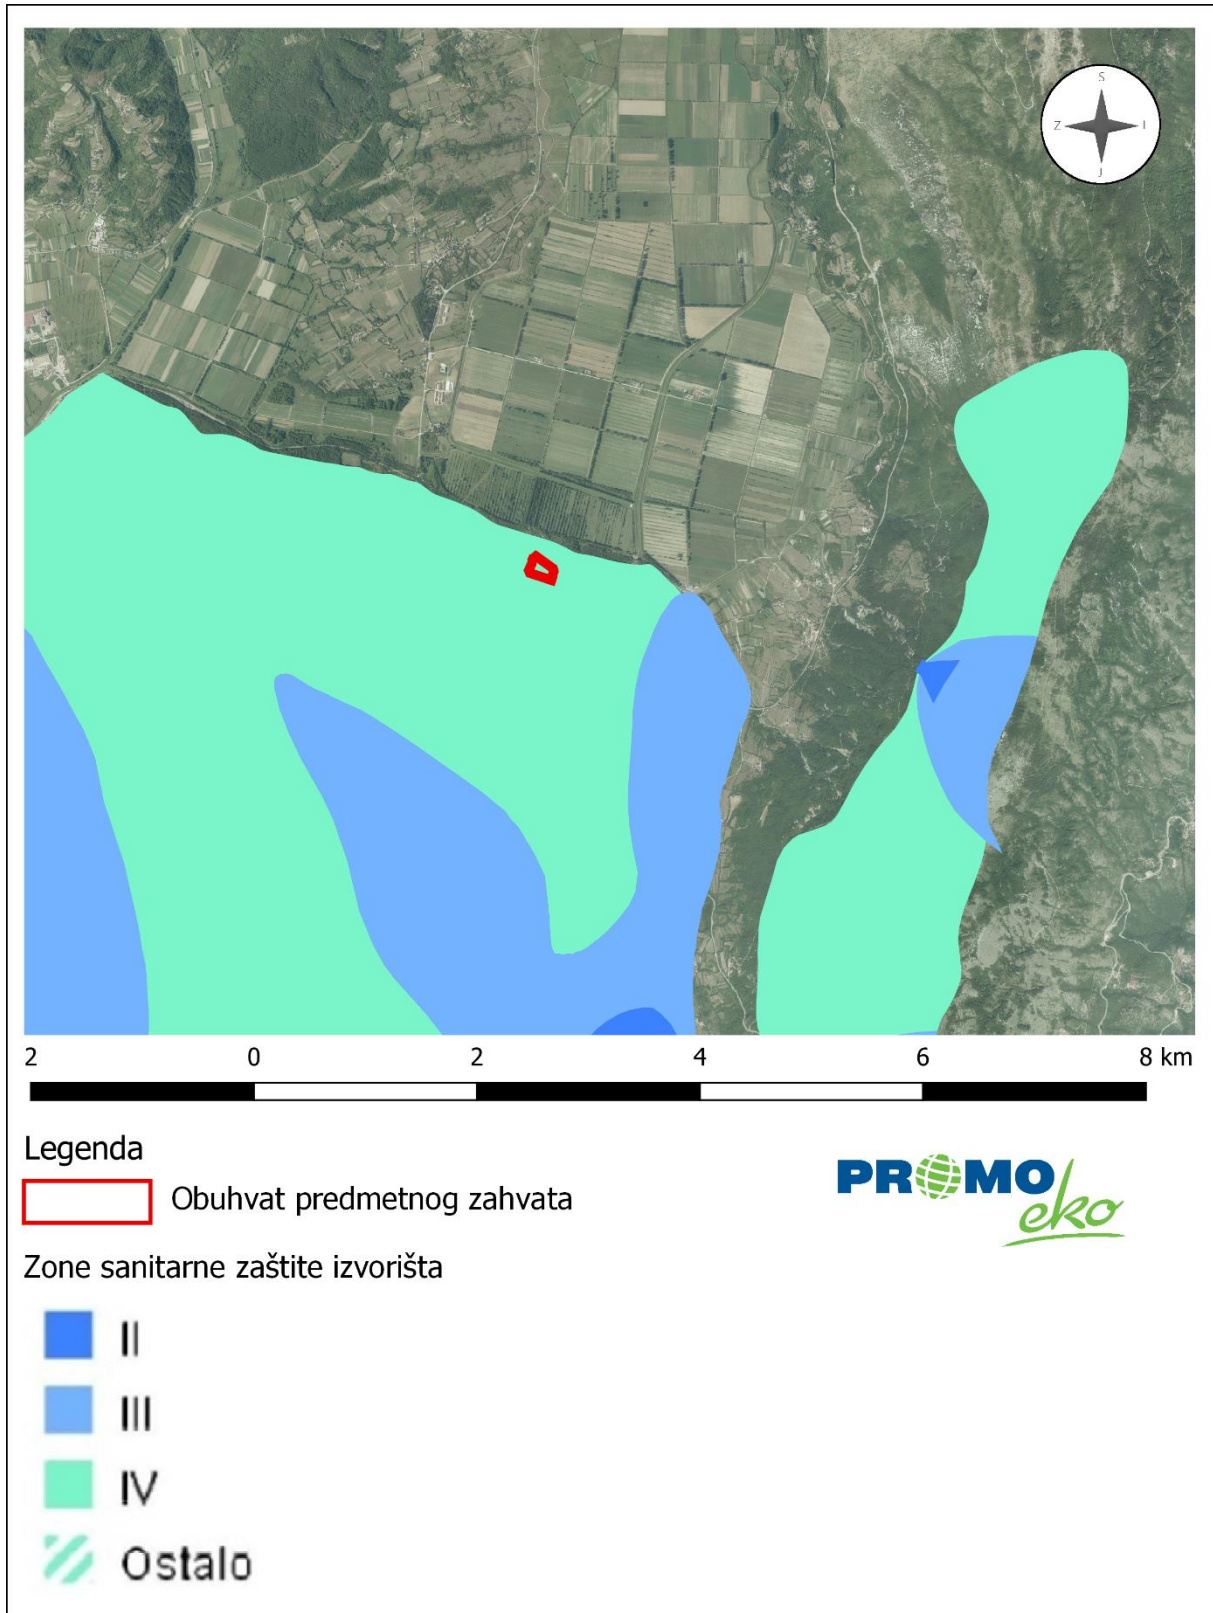 S
Z I
J
2 0 2 4 6 8 km
Legenda
Obuhvat predmetnog zahvata
PROMO
eko
Zone sanitarne zaštite izvorišta
II
III
IV
Ostalo